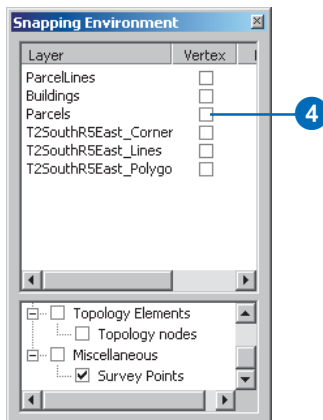 Snapping Environment
Layer Vertex
ParcelLines
Buildings
Parcels
4
T2SouthR5East_Corner
T2SouthR5East_Lines
T2SouthR5East_Polygo
Topology Elements
Topology nodes
Miscellaneous
Survey Points